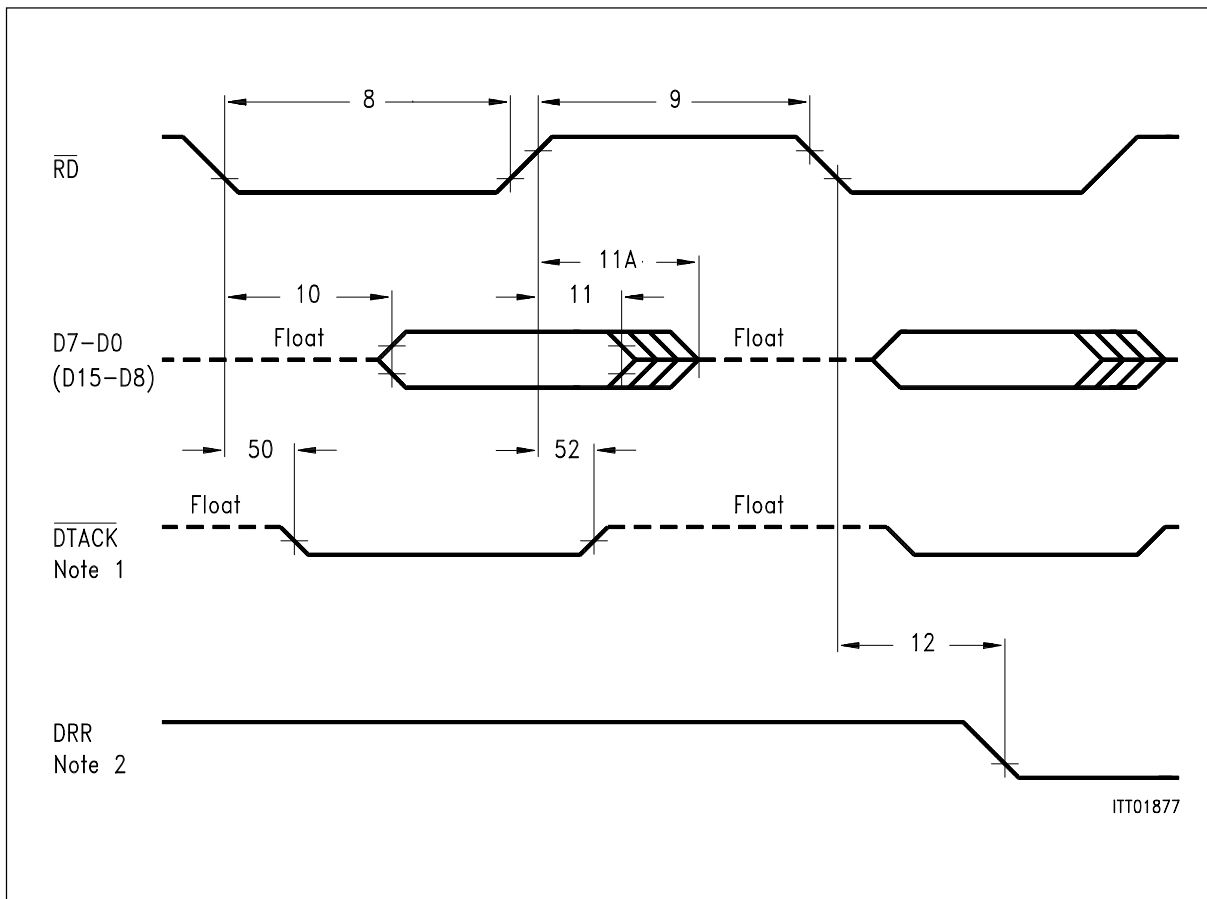 8
9
RD
11A
10
11
D7-D0
(D15-D8)
Float
Float
50
52
Float
Float
DTACK
Note 1
12
DRR
Note 2
ITT01877